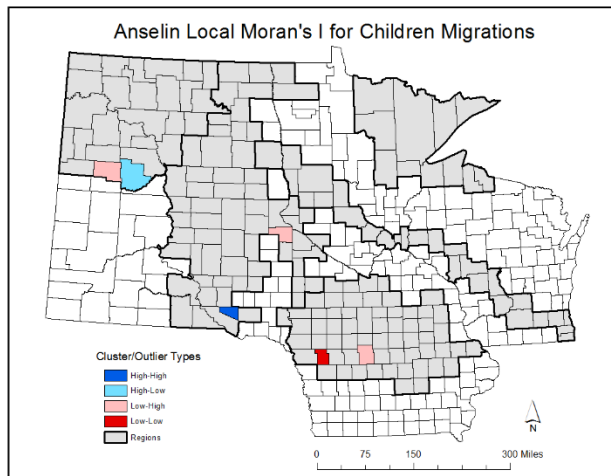 Anselin Local Moran's I for Children Migrations
Cluster/Outlier Types
High-High
High-Low
Low-High
Low-Low
Regions
N
0 75 150 300 Miles